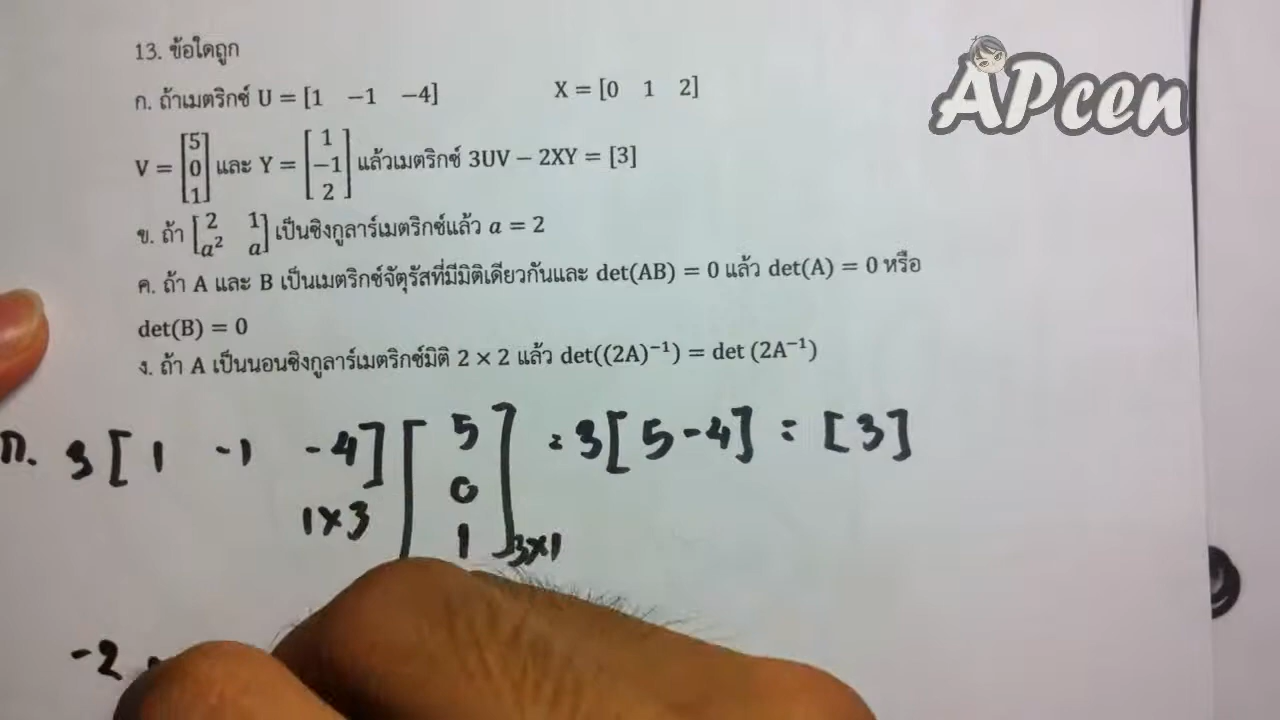 APcen
13. ข้อใดถูก
ก. ถ้าเมตริกซ์ U = [1 −1 −4] X = [0 1 2]
V = [5 0 1] และ Y = [1 −1 2] แล้วเมตริกซ์ 3UV − 2XY = [3]
ข. ถ้า [2 1 a² a] เป็นซิงกูลาร์เมตริกซ์แล้ว a = 2
ค. ถ้า A และ B เป็นเมตริกซ์จัตุรัสที่มีมิติเดียวกันและ det(AB) = 0 แล้ว det(A) = 0 หรือ
det(B) = 0
ง. ถ้า A เป็นนอนซิงกูลาร์เมตริกซ์มิติ 2 × 2 แล้ว det((2A)⁻¹) = det (2A⁻¹)
ก. 3 [1 -1 -4] 1×3 [5 0 1] 3×1 = 3[5-4] = [3]
-2